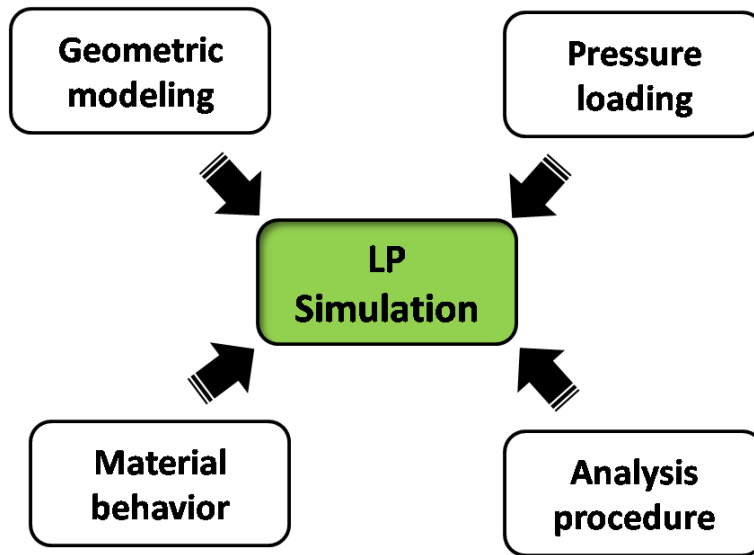 Geometric
modeling
Pressure
loading
LP
Simulation
Material
behavior
Analysis
procedure